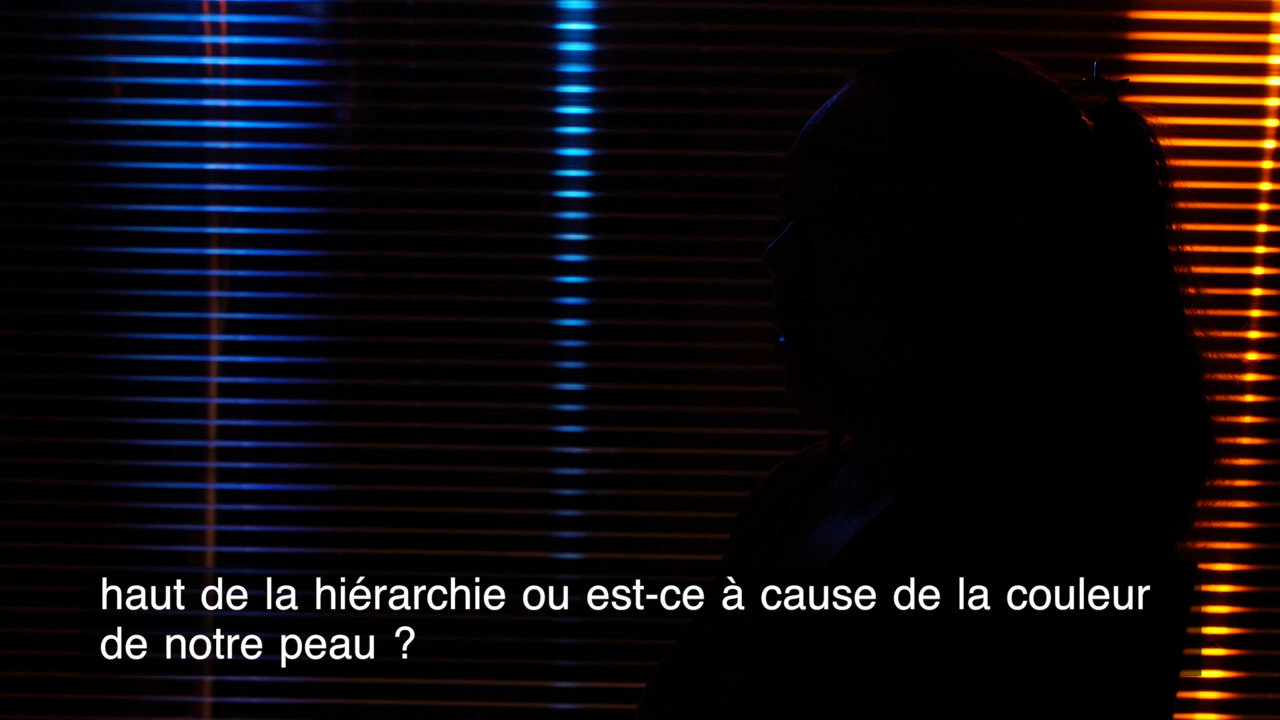 haut de la hiérarchie ou est-ce à cause de la couleur
de notre peau ?